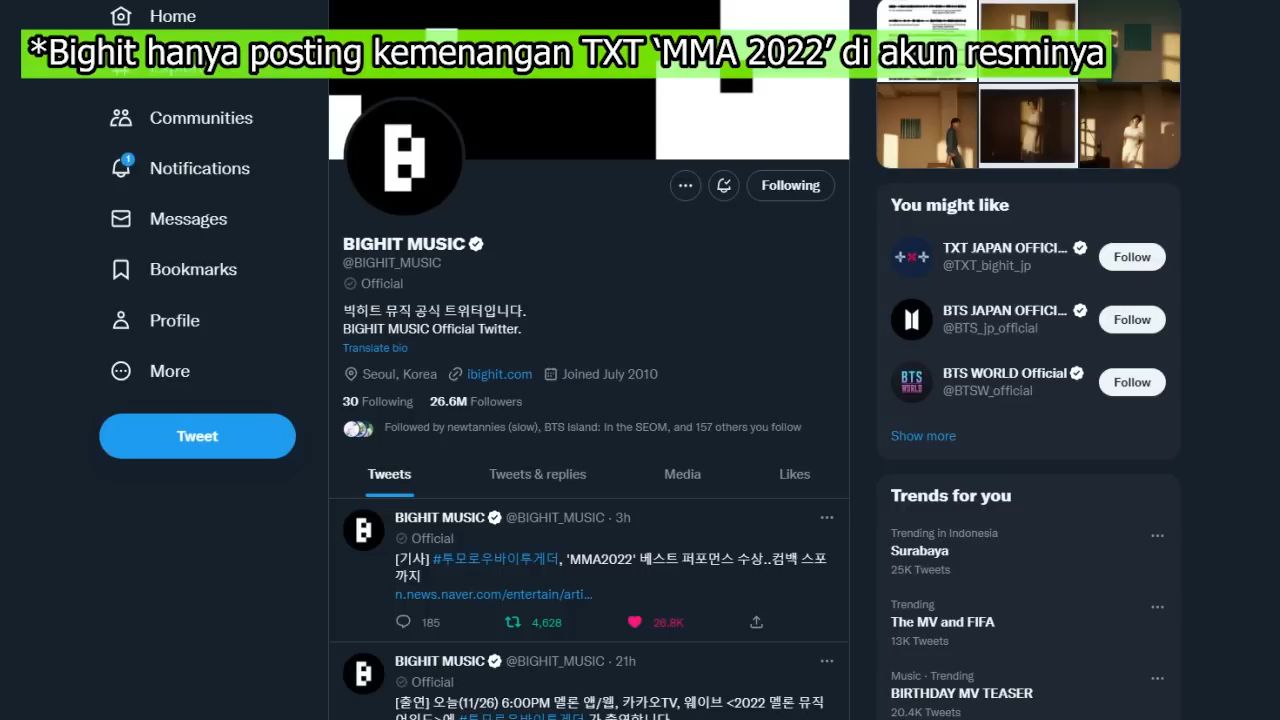 Home
*Bighit hanya posting kemenangan TXT ‘MMA 2022’ di akun resminya
Communities
1
Notifications
Messages
Bookmarks
Profile
More
Tweet
Following
BIGHIT MUSIC
@BIGHIT_MUSIC
Official
빅히트 뮤직 공식 트위터입니다.
BIGHIT MUSIC Official Twitter.
Translate bio
Seoul, Korea ibighit.com Joined July 2010
30 Following 26.6M Followers
Followed by newtannies (slow), BTS Island: In the SEOM, and 157 others you follow
Tweets Tweets & replies Media Likes
BIGHIT MUSIC @BIGHIT_MUSIC · 3h
Official
[기사] #투모로우바이투게더, 'MMA2022' 베스트 퍼포먼스 수상..컴백 스포
까지
n.news.naver.com/entertain/arti...
185 4,628 26.8K
BIGHIT MUSIC @BIGHIT_MUSIC · 21h
Official
[출연] 오늘(11/26) 6:00PM 멜론 앱/웹, 카카오TV, 웨이브 <2022 멜론 뮤직
어워드>에 #투모로우바이투게더 가 출연합니다.
You might like
TXT JAPAN OFFICI...
@TXT_bighit_jp
Follow
BTS JAPAN OFFICI...
@BTS_jp_official
Follow
BTS WORLD
BTS WORLD Official
@BTSW_official
Follow
Show more
Trends for you
Trending in Indonesia
Surabaya
25K Tweets
Trending
The MV and FIFA
13K Tweets
Music · Trending
BIRTHDAY MV TEASER
20.4K Tweets